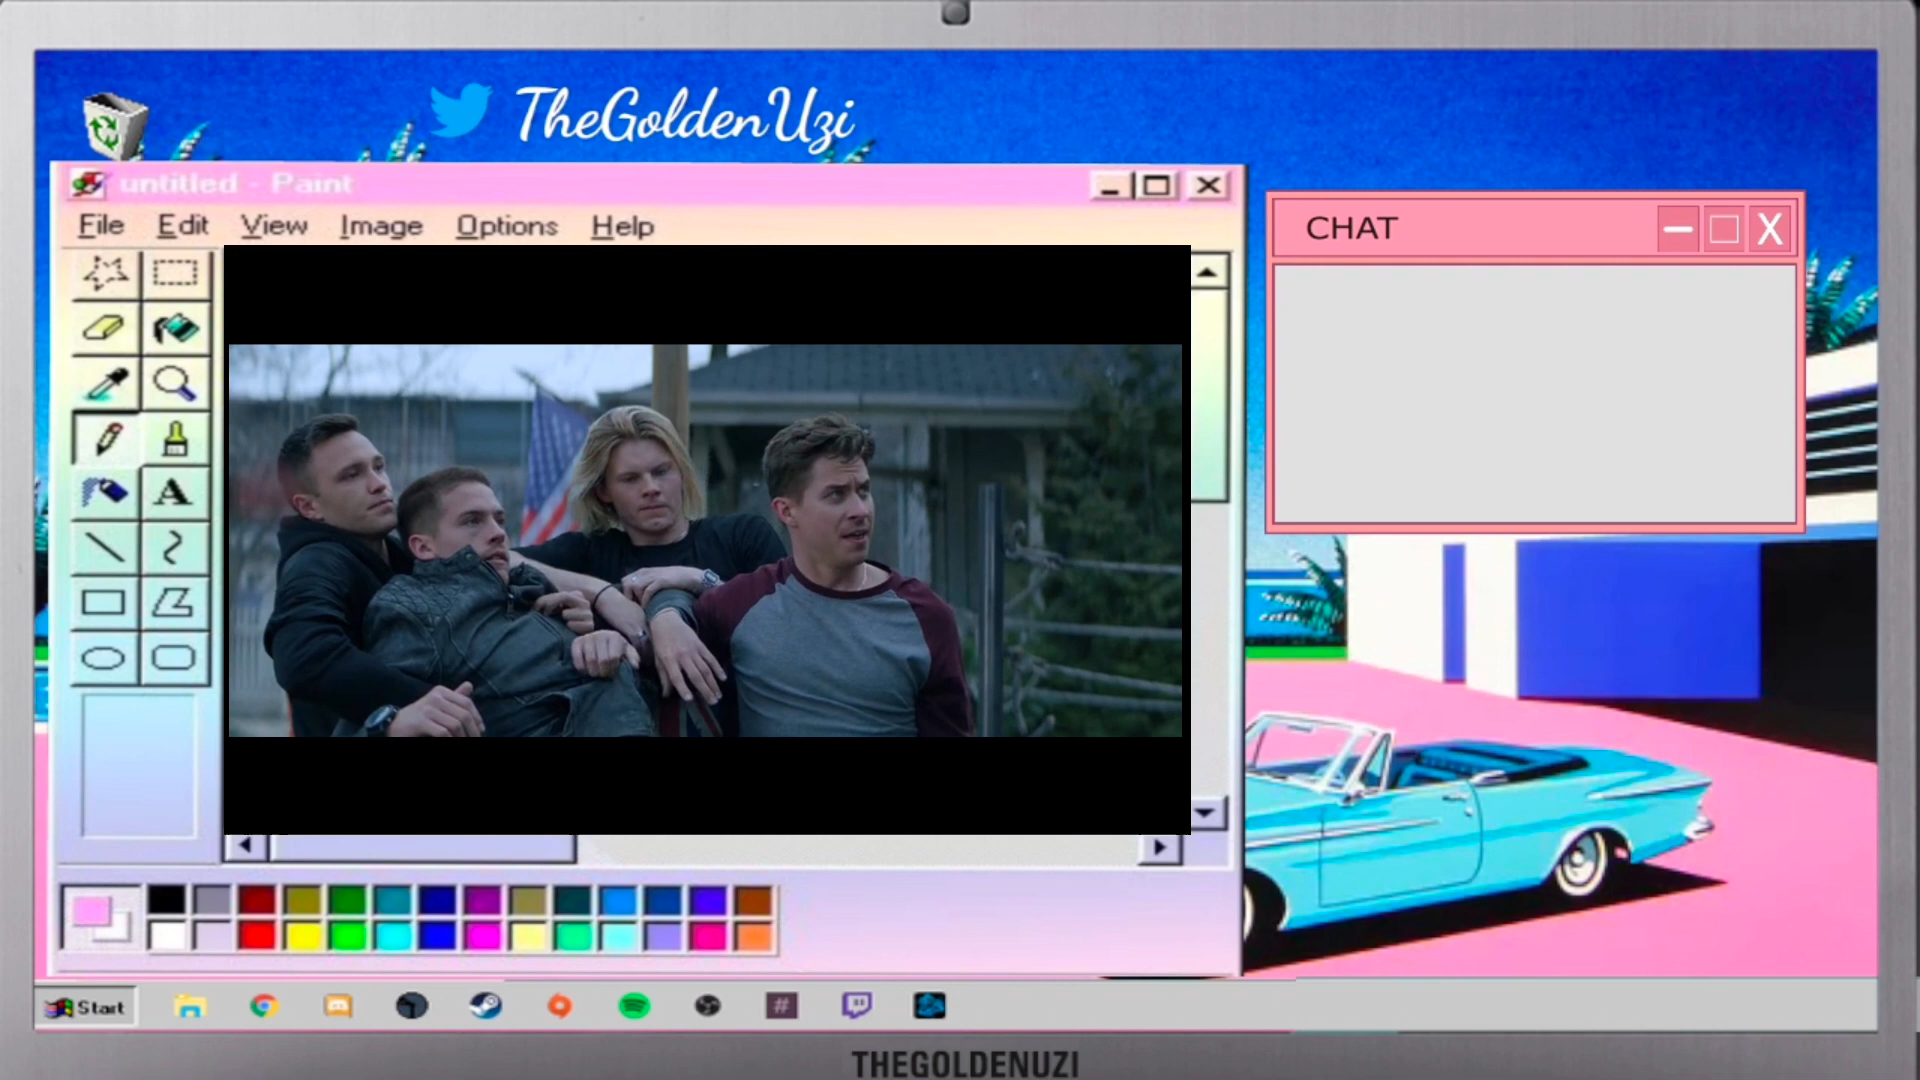 TheGoldenUzi
untitled - Paint
File Edit View Image Options Help
CHAT
X
A
Start
#
THEGOLDENUZI